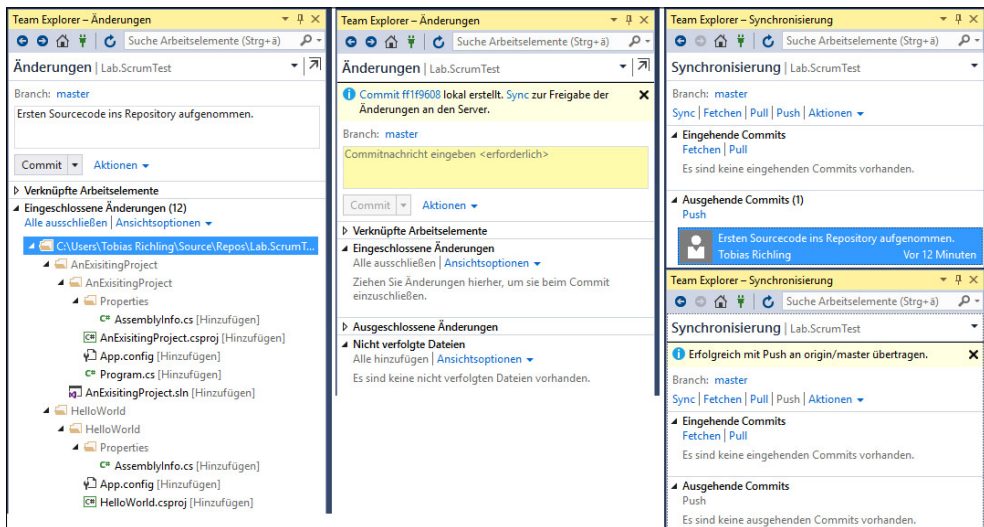 Team Explorer – Änderungen
Suche Arbeitselemente (Strg+ä)
Änderungen | Lab.ScrumTest
Branch: master
Ersten Sourcecode ins Repository aufgenommen.
Commit Aktionen
Verknüpfte Arbeitselemente
Eingeschlossene Änderungen (12)
Alle ausschließen | Ansichtsoptionen
C:\Users\Tobias Richling\Source\Repos\Lab.ScrumT...
AnExisitingProject
AnExisitingProject
Properties
C# AssemblyInfo.cs [Hinzufügen]
C# AnExisitingProject.csproj [Hinzufügen]
App.config [Hinzufügen]
C# Program.cs [Hinzufügen]
AnExisitingProject.sln [Hinzufügen]
HelloWorld
HelloWorld
Properties
C# AssemblyInfo.cs [Hinzufügen]
App.config [Hinzufügen]
C# HelloWorld.csproj [Hinzufügen]
Team Explorer – Änderungen
Suche Arbeitselemente (Strg+ä)
Änderungen | Lab.ScrumTest
Commit ff1f9608 lokal erstellt. Sync zur Freigabe der
Änderungen an den Server.
Branch: master
Commitnachricht eingeben <erforderlich>
Commit Aktionen
Verknüpfte Arbeitselemente
Eingeschlossene Änderungen
Alle ausschließen | Ansichtsoptionen
Ziehen Sie Änderungen hierher, um sie beim Commit
einzuschließen.
Ausgeschlossene Änderungen
Nicht verfolgte Dateien
Alle hinzufügen | Ansichtsoptionen
Es sind keine nicht verfolgten Dateien vorhanden.
Team Explorer – Synchronisierung
Suche Arbeitselemente (Strg+ä)
Synchronisierung | Lab.ScrumTest
Branch: master
Sync | Fetchen | Pull | Push | Aktionen
Eingehende Commits
Fetchen | Pull
Es sind keine eingehenden Commits vorhanden.
Ausgehende Commits (1)
Push
Ersten Sourcecode ins Repository aufgenommen.
Tobias Richling Vor 12 Minuten
Team Explorer – Synchronisierung
Suche Arbeitselemente (Strg+ä)
Synchronisierung | Lab.ScrumTest
Erfolgreich mit Push an origin/master übertragen.
Branch: master
Sync | Fetchen | Pull | Push | Aktionen
Eingehende Commits
Fetchen | Pull
Es sind keine eingehenden Commits vorhanden.
Ausgehende Commits
Push
Es sind keine ausgehenden Commits vorhanden.